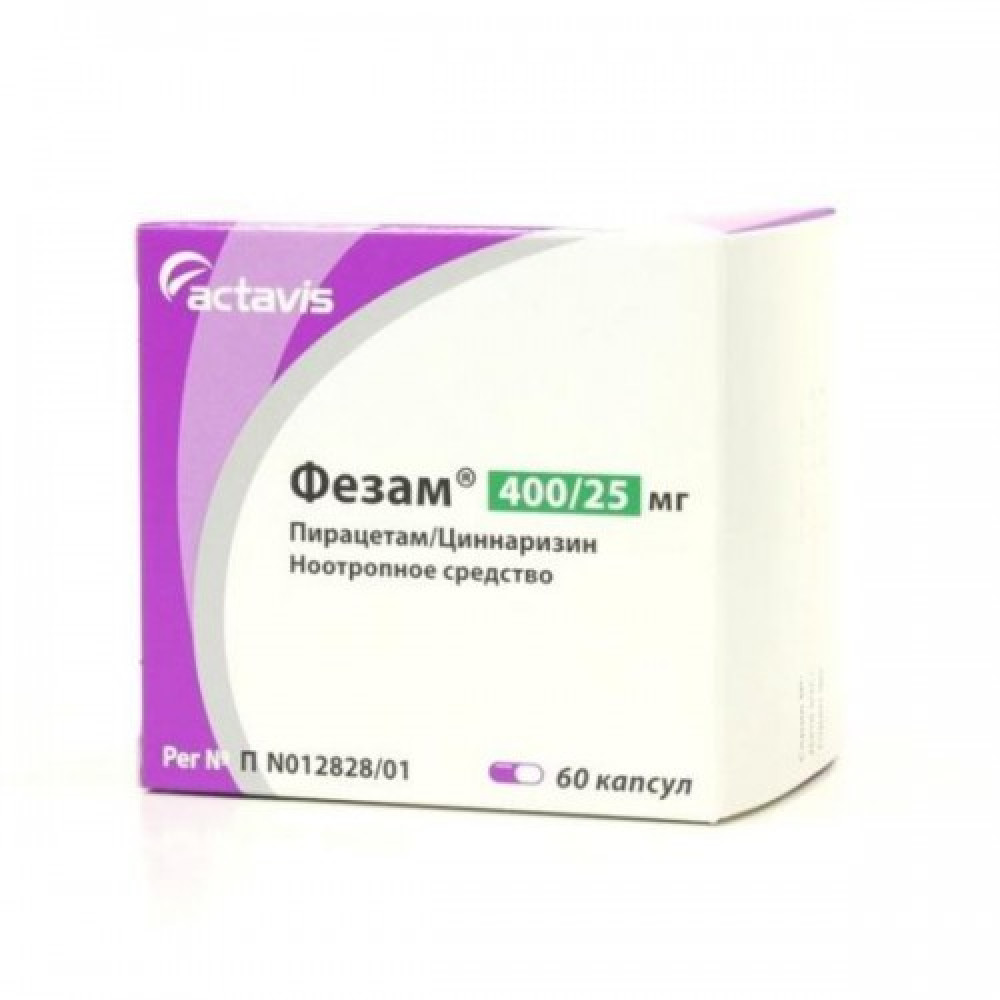 actavis
Фезам® 400/25 мг
Пирацетам/Циннаризин
Ноотропное средство
Рег № П N012828/01
60 капсул